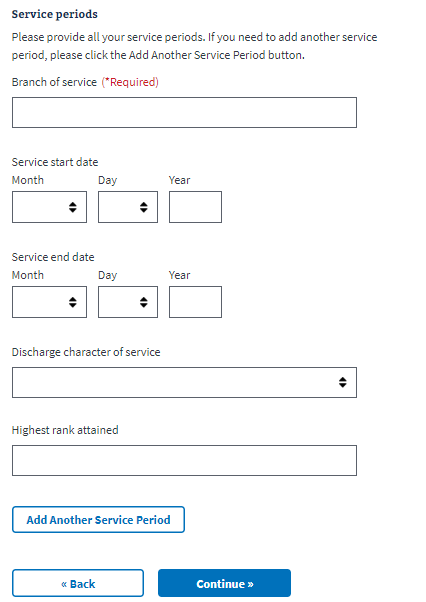 Service periods
Please provide all your service periods. If you need to add another service
period, please click the Add Another Service Period button.
Branch of service (*Required)
Service start date
Month Day Year
Service end date
Month Day Year
Discharge character of service
Highest rank attained
Add Another Service Period
« Back Continue »